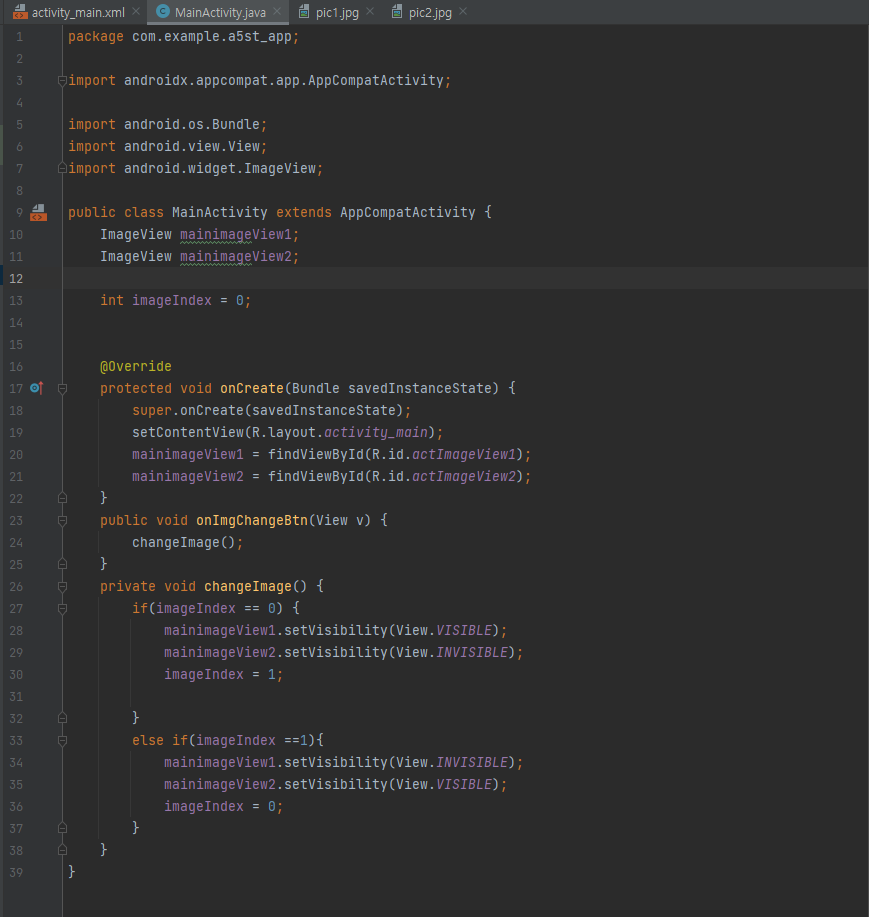 activity_main.xml MainActivity.java pic1.jpg pic2.jpg
1 package com.example.a5st_app;
2
3 import androidx.appcompat.app.AppCompatActivity;
4
5 import android.os.Bundle;
6 import android.view.View;
7 import android.widget.ImageView;
8
9 public class MainActivity extends AppCompatActivity {
10 ImageView mainimageView1;
11 ImageView mainimageView2;
12
13 int imageIndex = 0;
14
15
16 @Override
17 protected void onCreate(Bundle savedInstanceState) {
18 super.onCreate(savedInstanceState);
19 setContentView(R.layout.activity_main);
20 mainimageView1 = findViewById(R.id.actImageView1);
21 mainimageView2 = findViewById(R.id.actImageView2);
22 }
23 public void onImgChangeBtn(View v) {
24 changeImage();
25 }
26 private void changeImage() {
27 if(imageIndex == 0) {
28 mainimageView1.setVisibility(View.VISIBLE);
29 mainimageView2.setVisibility(View.INVISIBLE);
30 imageIndex = 1;
31
32 }
33 else if(imageIndex ==1){
34 mainimageView1.setVisibility(View.INVISIBLE);
35 mainimageView2.setVisibility(View.VISIBLE);
36 imageIndex = 0;
37 }
38 }
39 }